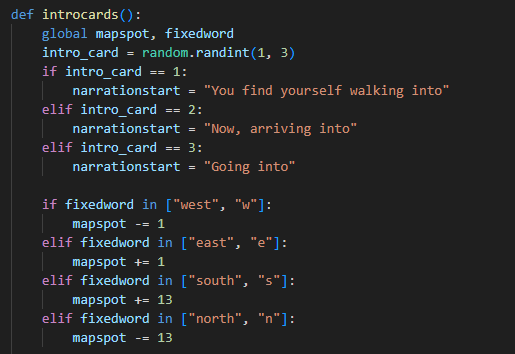 def introcards():
    global mapspot, fixedword
    intro_card = random.randint(1, 3)
    if intro_card == 1:
        narrationstart = "You find yourself walking into"
    elif intro_card == 2:
        narrationstart = "Now, arriving into"
    elif intro_card == 3:
        narrationstart = "Going into"

    if fixedword in ["west", "w"]:
        mapspot -= 1
    elif fixedword in ["east", "e"]:
        mapspot += 1
    elif fixedword in ["south", "s"]:
        mapspot += 13
    elif fixedword in ["north", "n"]:
        mapspot -= 13